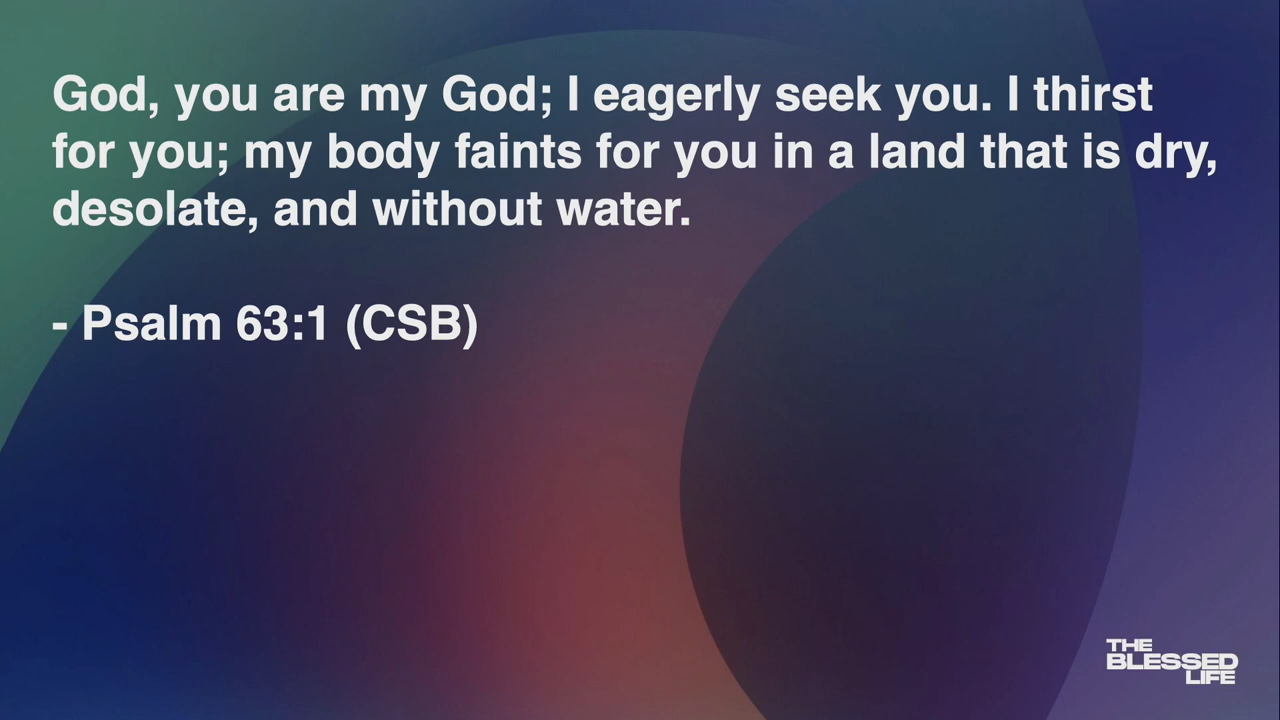 God, you are my God; I eagerly seek you. I thirst
for you; my body faints for you in a land that is dry,
desolate, and without water.
- Psalm 63:1 (CSB)
THE
BLESSED
LIFE